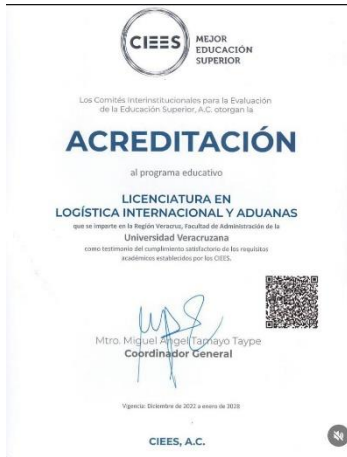 CIEES
MEJOR
EDUCACIÓN
SUPERIOR
Los Comités Interinstitucionales para la Evaluación
de la Educación Superior, A.C. otorgan la
ACREDITACIÓN
al programa educativo
LICENCIATURA EN
LOGÍSTICA INTERNACIONAL Y ADUANAS
que se imparte en la Región Veracruz, Facultad de Administración de la
Universidad Veracruzana
como testimonio del cumplimiento satisfactorio de los requisitos
académicos establecidos por los CIEES.
Mtro. Miguel Ángel Tamayo Taype
Coordinador General
Vigencia: Diciembre de 2022 a enero de 2028
CIEES, A.C.